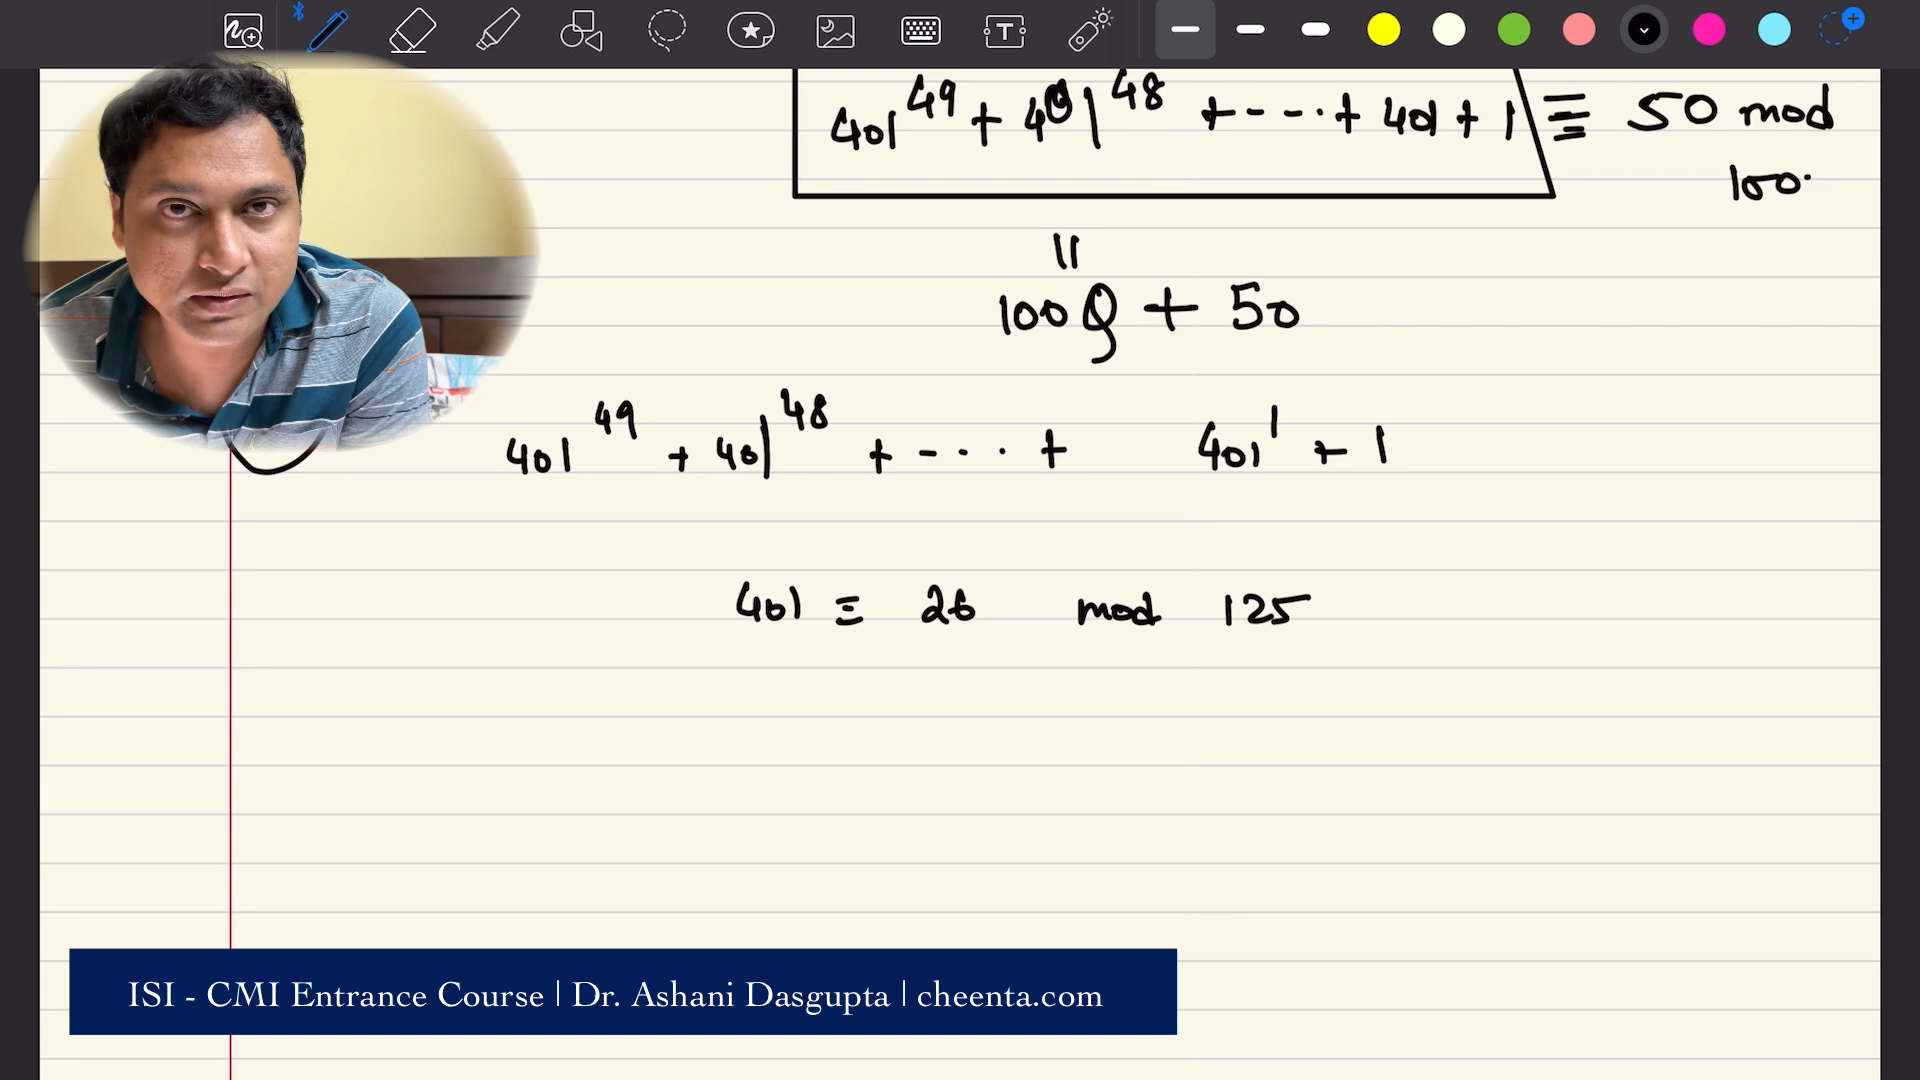 401^49 + 401^48 + - - - . + 401 + 1 ≡ 50 mod
100.
||
100Q + 50
401^49 + 401^48 + - - - . + 401^1 + 1
401 ≡ 26 mod 125
T
ISI - CMI Entrance Course | Dr. Ashani Dasgupta | cheenta.com